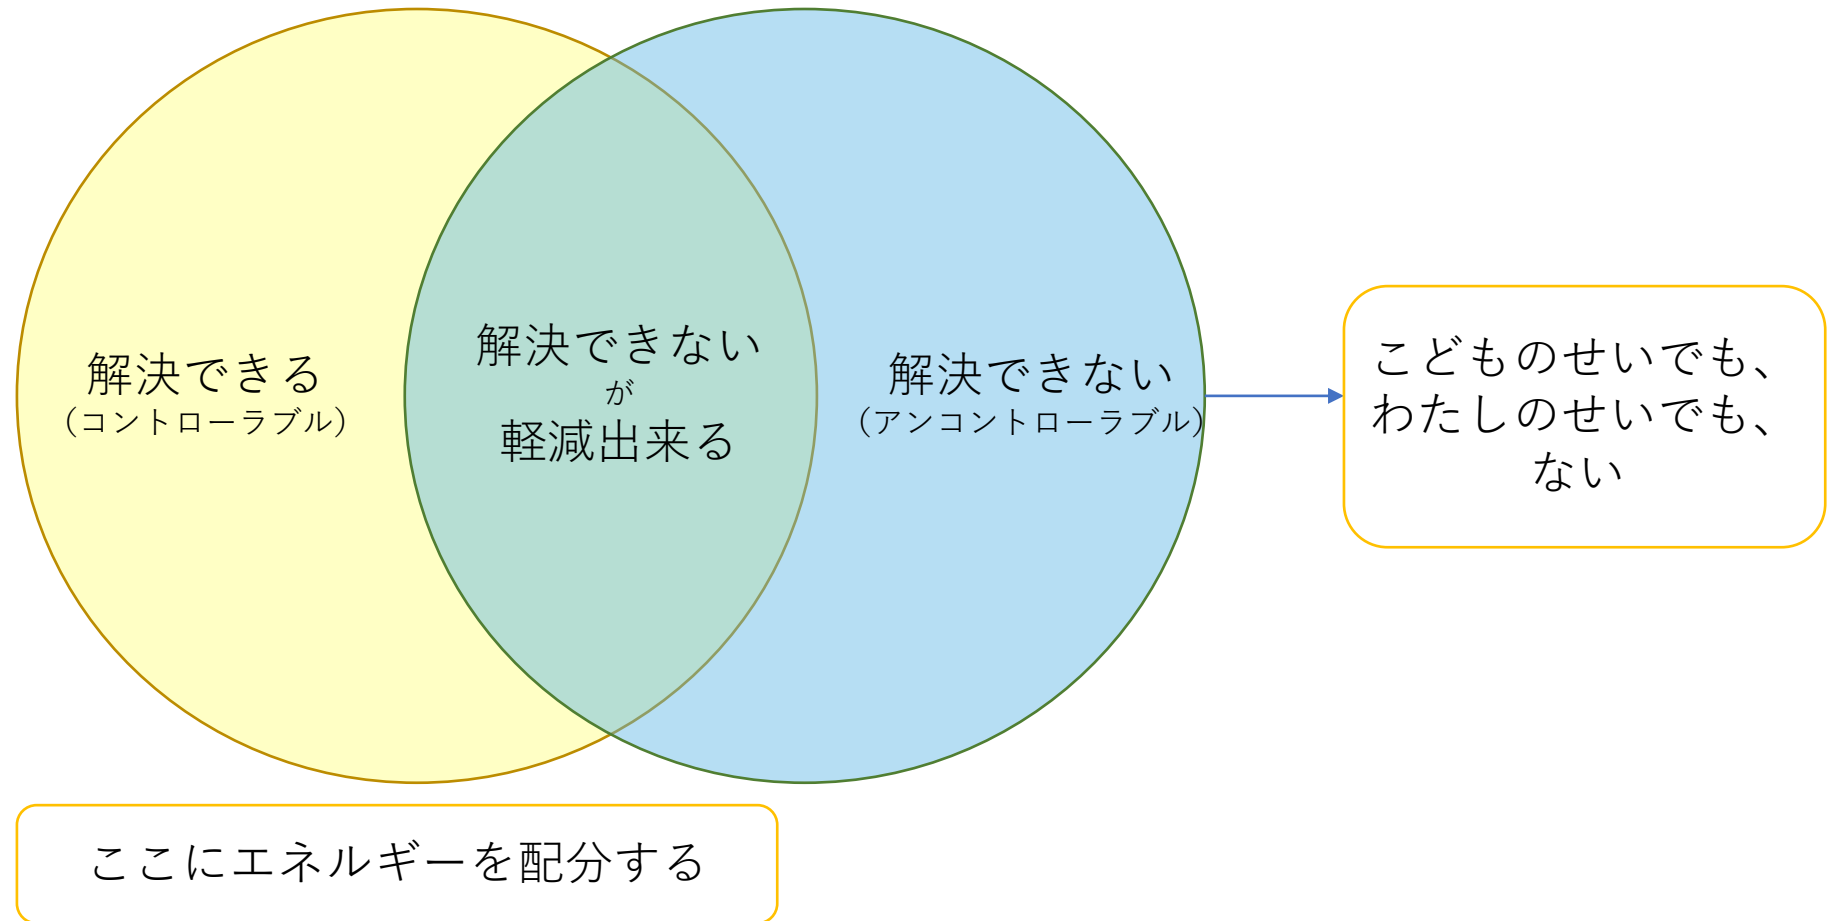 解決できる
（コントローラブル）
解決できない
が
軽減出来る
解決できない
（アンコントローラブル）
こどものせいでも、
わたしのせいでも、
ない
ここにエネルギーを配分する